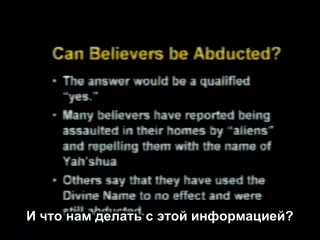 Can Believers be Abducted?
• The answer would be a qualified
"yes."
• Many believers have reported being
assaulted in their homes by "aliens"
and repelling them with the name of
Yah'shua
• Others say that they have used the
Divine Name to no effect and were
still abducted.
И что нам делать с этой информацией?